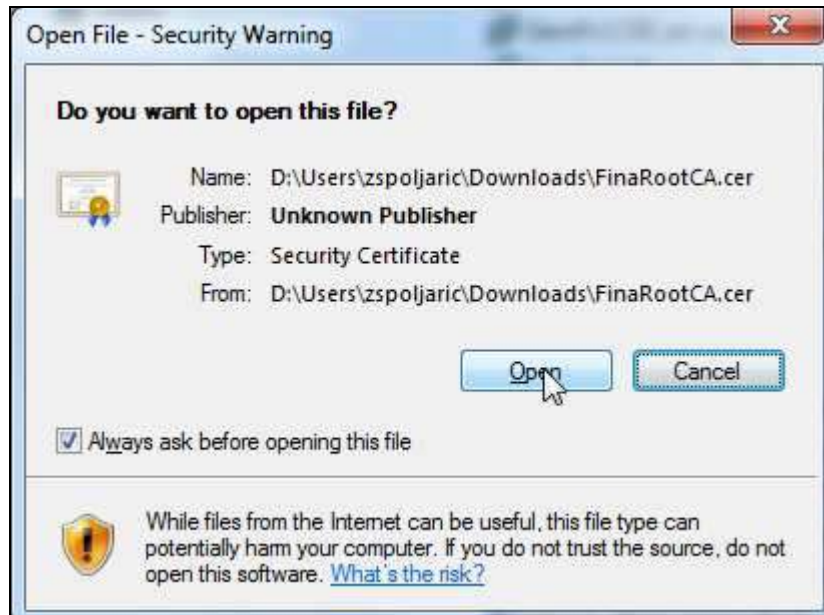 Open File - Security Warning
Do you want to open this file?
Name: D:\Users\zspoljaric\Downloads\FinaRootCA.cer
Publisher: Unknown Publisher
Type: Security Certificate
From: D:\Users\zspoljaric\Downloads\FinaRootCA.cer
Open Cancel
Always ask before opening this file
While files from the Internet can be useful, this file type can
potentially harm your computer. If you do not trust the source, do not
open this software. What's the risk?